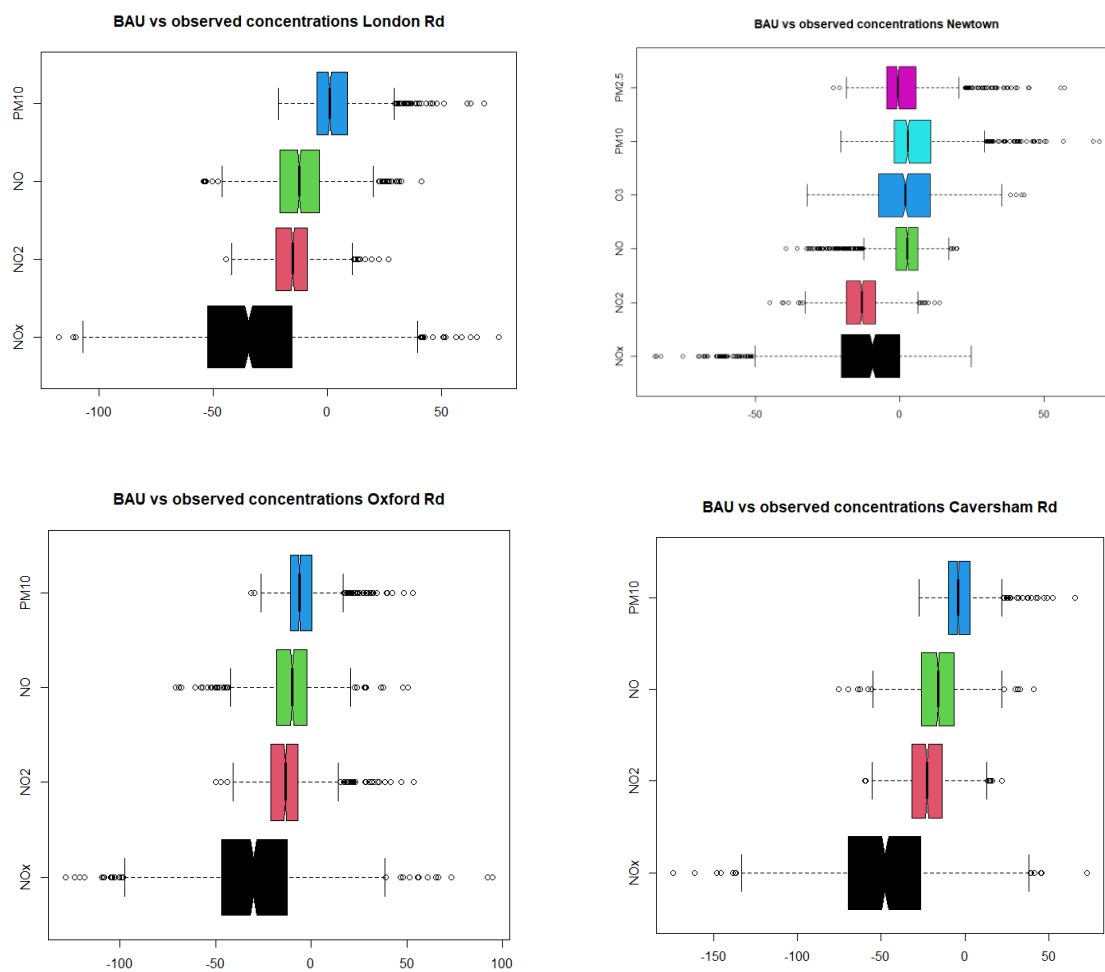 BAU vs observed concentrations London Rd
PM10
NO
NO2
NOx
-100 -50 0 50
BAU vs observed concentrations Newtown
PM2.5
PM10
O3
NO
NO2
NOx
-50 0 50
BAU vs observed concentrations Oxford Rd
PM10
NO
NO2
NOx
-100 -50 0 50 100
BAU vs observed concentrations Caversham Rd
PM10
NO
NO2
NOx
-150 -100 -50 0 50